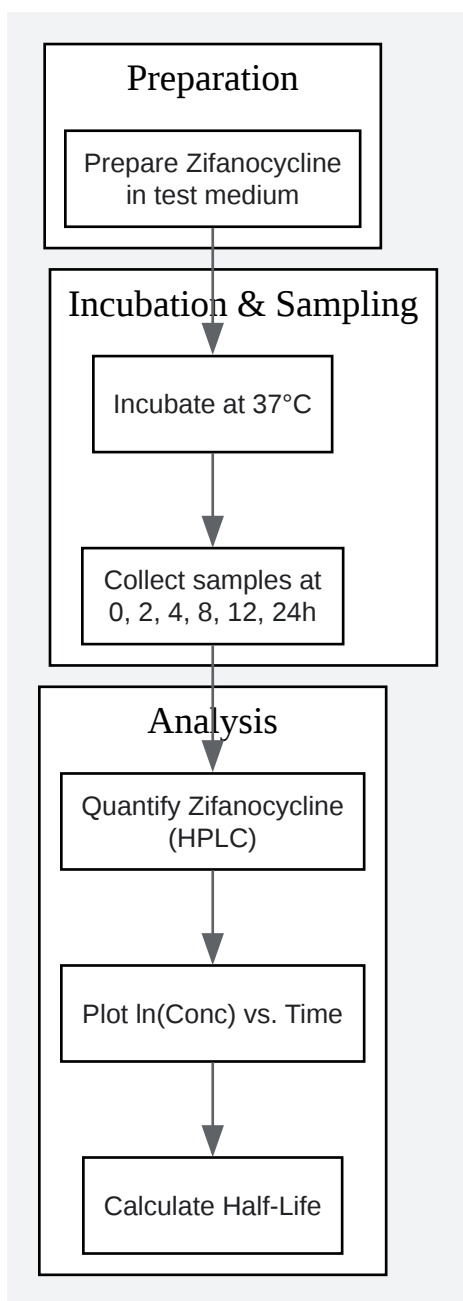 Preparation
Prepare Zifanocycline
in test medium
Incubation & Sampling
Incubate at 37°C
Collect samples at
0, 2, 4, 8, 12, 24h
Analysis
Quantify Zifanocycline
(HPLC)
Plot ln(Conc) vs. Time
Calculate Half-Life